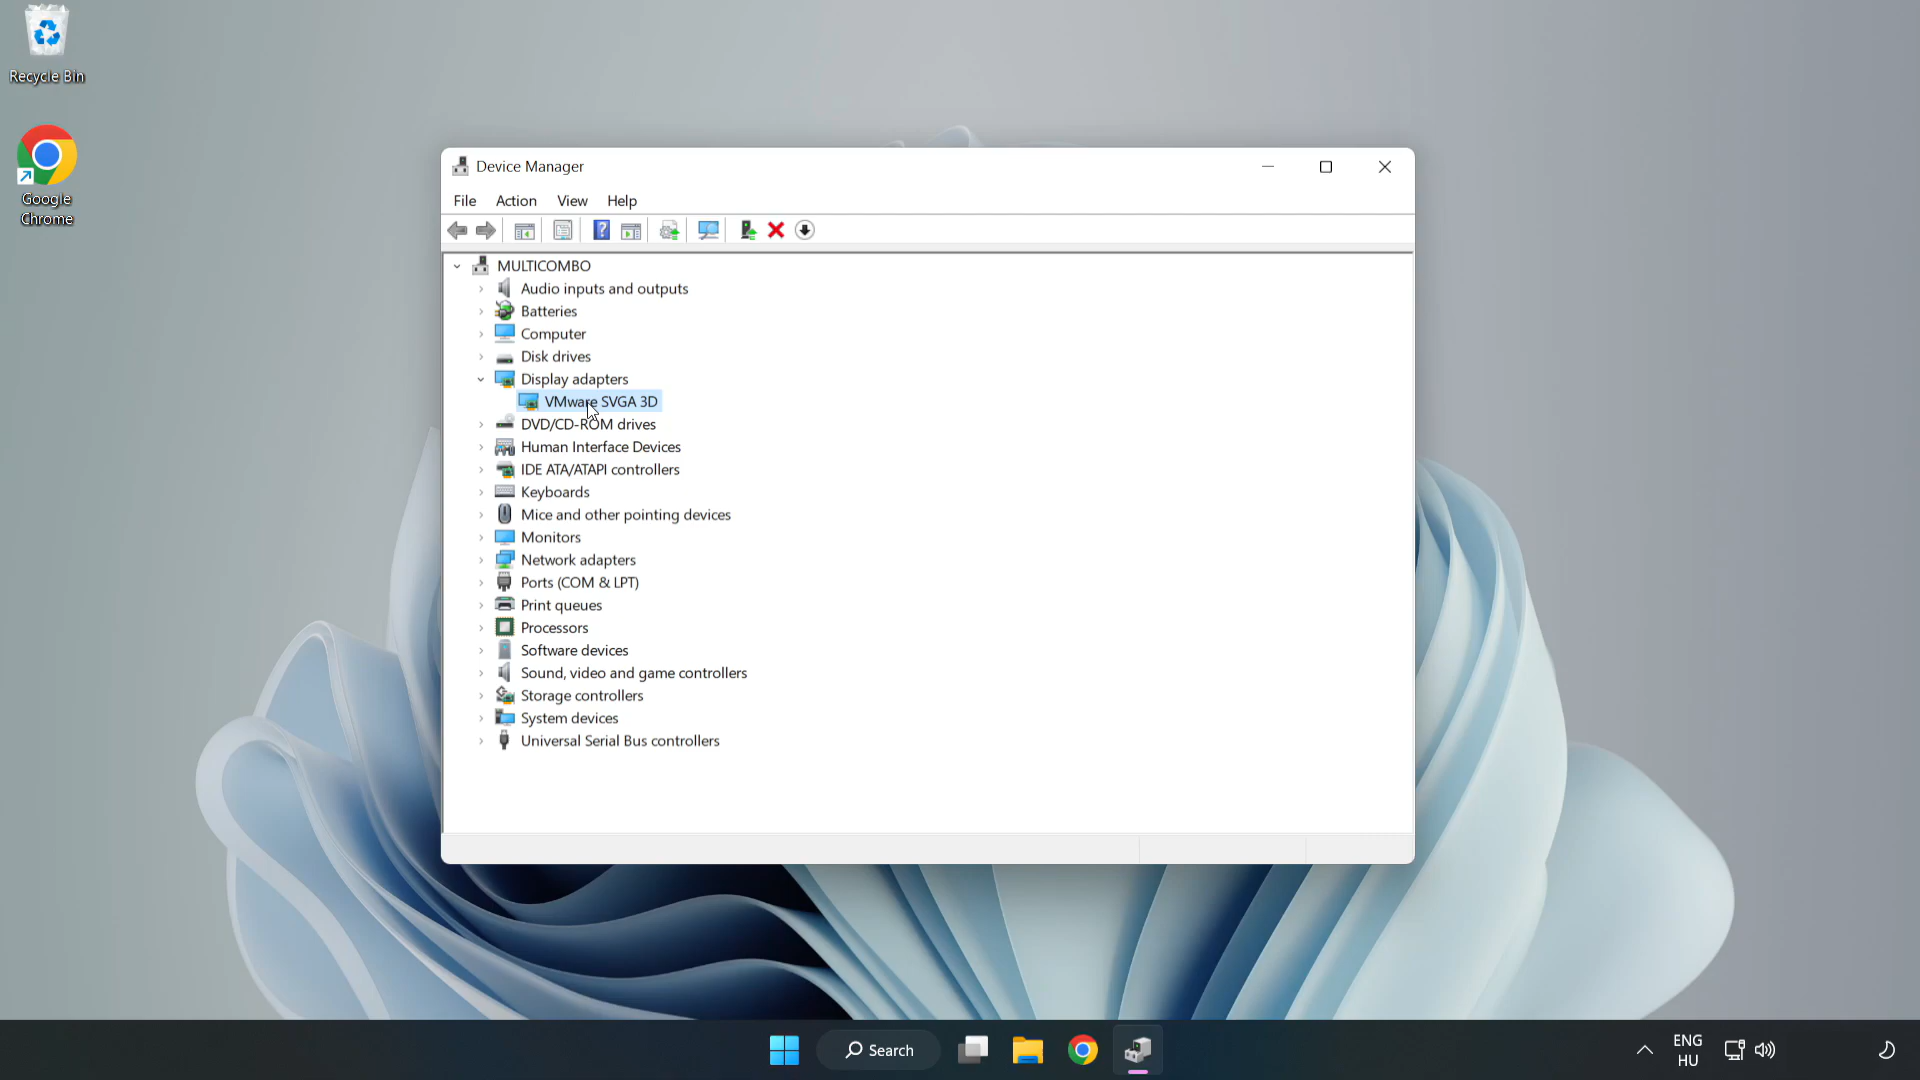 Recycle Bin
Google
Chrome
Device Manager
File Action View Help
MULTICOMBO
Audio inputs and outputs
Batteries
Computer
Disk drives
Display adapters
VMware SVGA 3D
DVD/CD-ROM drives
Human Interface Devices
IDE ATA/ATAPI controllers
Keyboards
Mice and other pointing devices
Monitors
Network adapters
Ports (COM & LPT)
Print queues
Processors
Software devices
Sound, video and game controllers
Storage controllers
System devices
Universal Serial Bus controllers
Search
ENG
HU